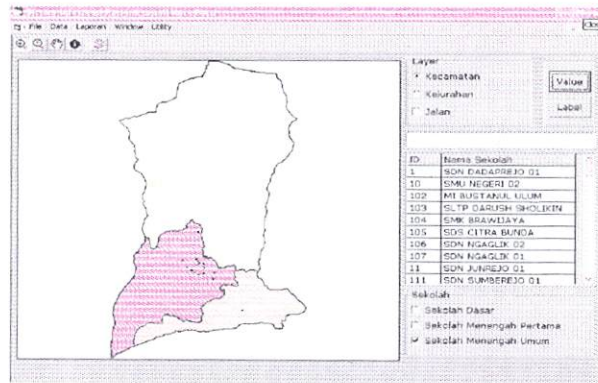 File Data Laporan Window Utility
Layer
Kecamatan
Kelurahan
Jalan
Value
Label
ID Nama Sekolah
1 SDN DADAPREJO 01
10 SMU NEGERI 02
102 MI BUSTANUL ULUM
103 SLTP DARUSH SHOLIKIN
104 SMK BRAWIJAYA
105 SDS CITRA BUNDA
106 SDN NGAGLIK 02
107 SDN NGAGLIK 01
11 SDN JUNREJO 01
111 SDN SUMBEREJO 01
Sekolah
Sekolah Dasar
Sekolah Menengah Pertama
Sekolah Menengah Umum